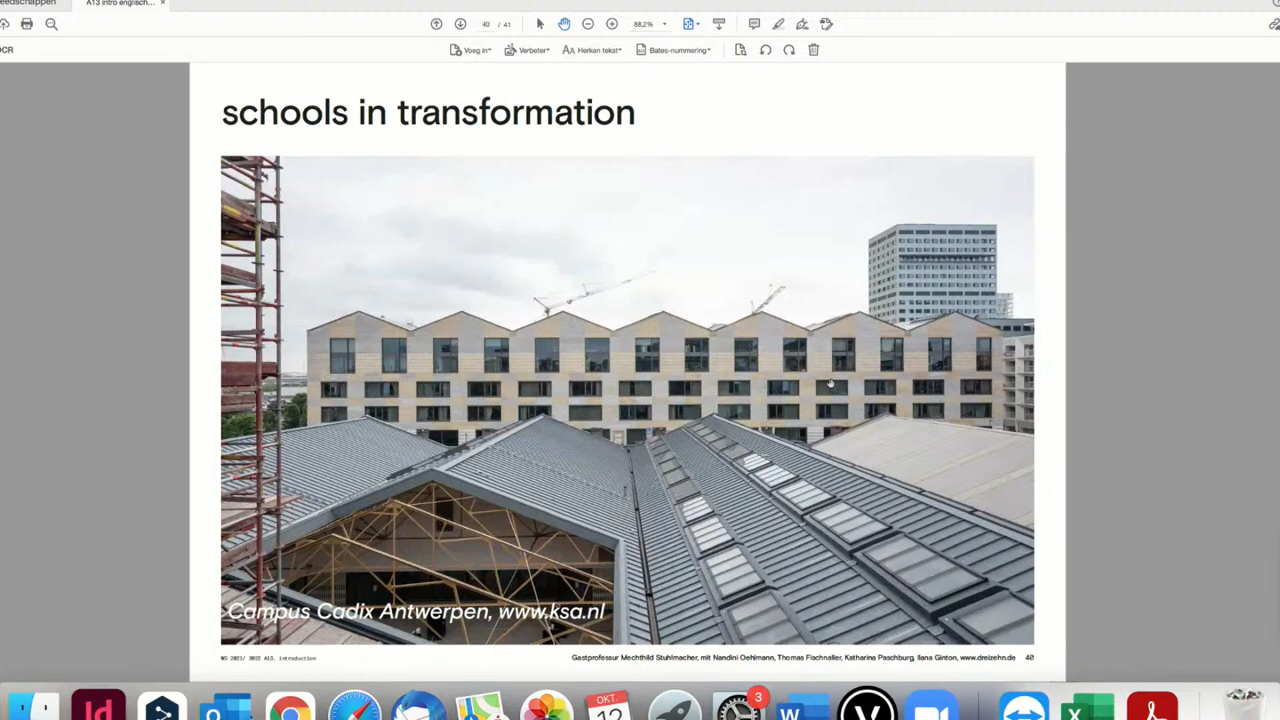 A13 intro englisch... ×
40 / 41
88,2%
Voeg in
Verbeter
AA Herken tekst
Bates-nummering
schools in transformation
Campus Cadix Antwerpen, www.ksa.nl
WS 2021/ 2022 A13. introduction
Gastprofessur Mechthild Stuhlmacher, mit Nandini Oehlmann, Thomas Fischnaller, Katharina Paschburg, Ilana Ginton, www.dreizehn.de 40
OKT.
12
3
Id
W
V
X